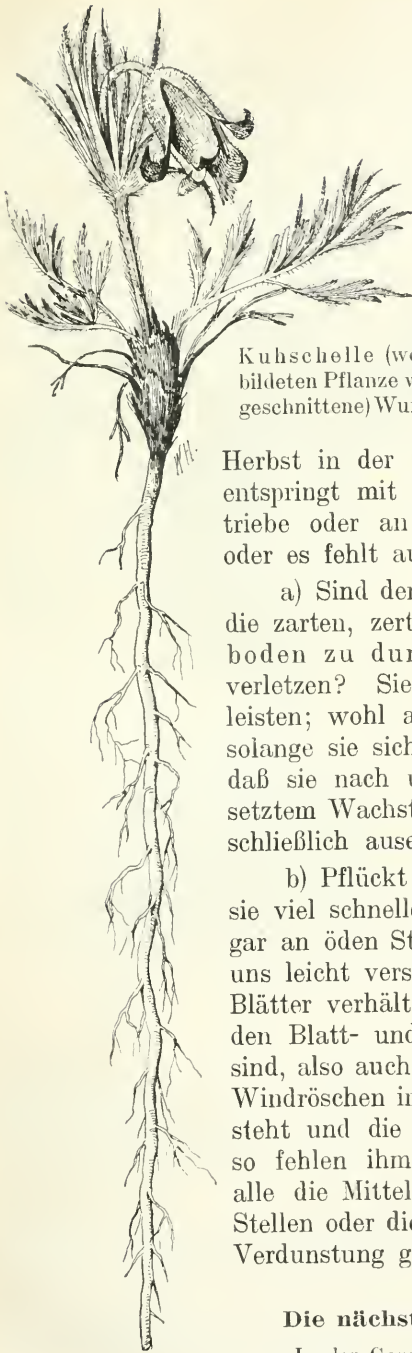 Kuhschelle (we
bildeten Pflanze v
geschnittene) Wu
Herbst in der
entspringt mit
triebe oder an
oder es fehlt au
a) Sind der
die zarten, zert
boden zu dur
verletzen? Sie
leisten; wohl a
solange sie sich
daß sie nach u
setztem Wachst
schließlich ause
b) Pflückt
sie viel schnelle
gar an öden St
uns leicht vers
Blätter verhält
den Blatt- und
sind, also auch
Windröschen in
steht und die
so fehlen ihm
alle die Mittel
Stellen oder die
Verdunstung g
Die nächst